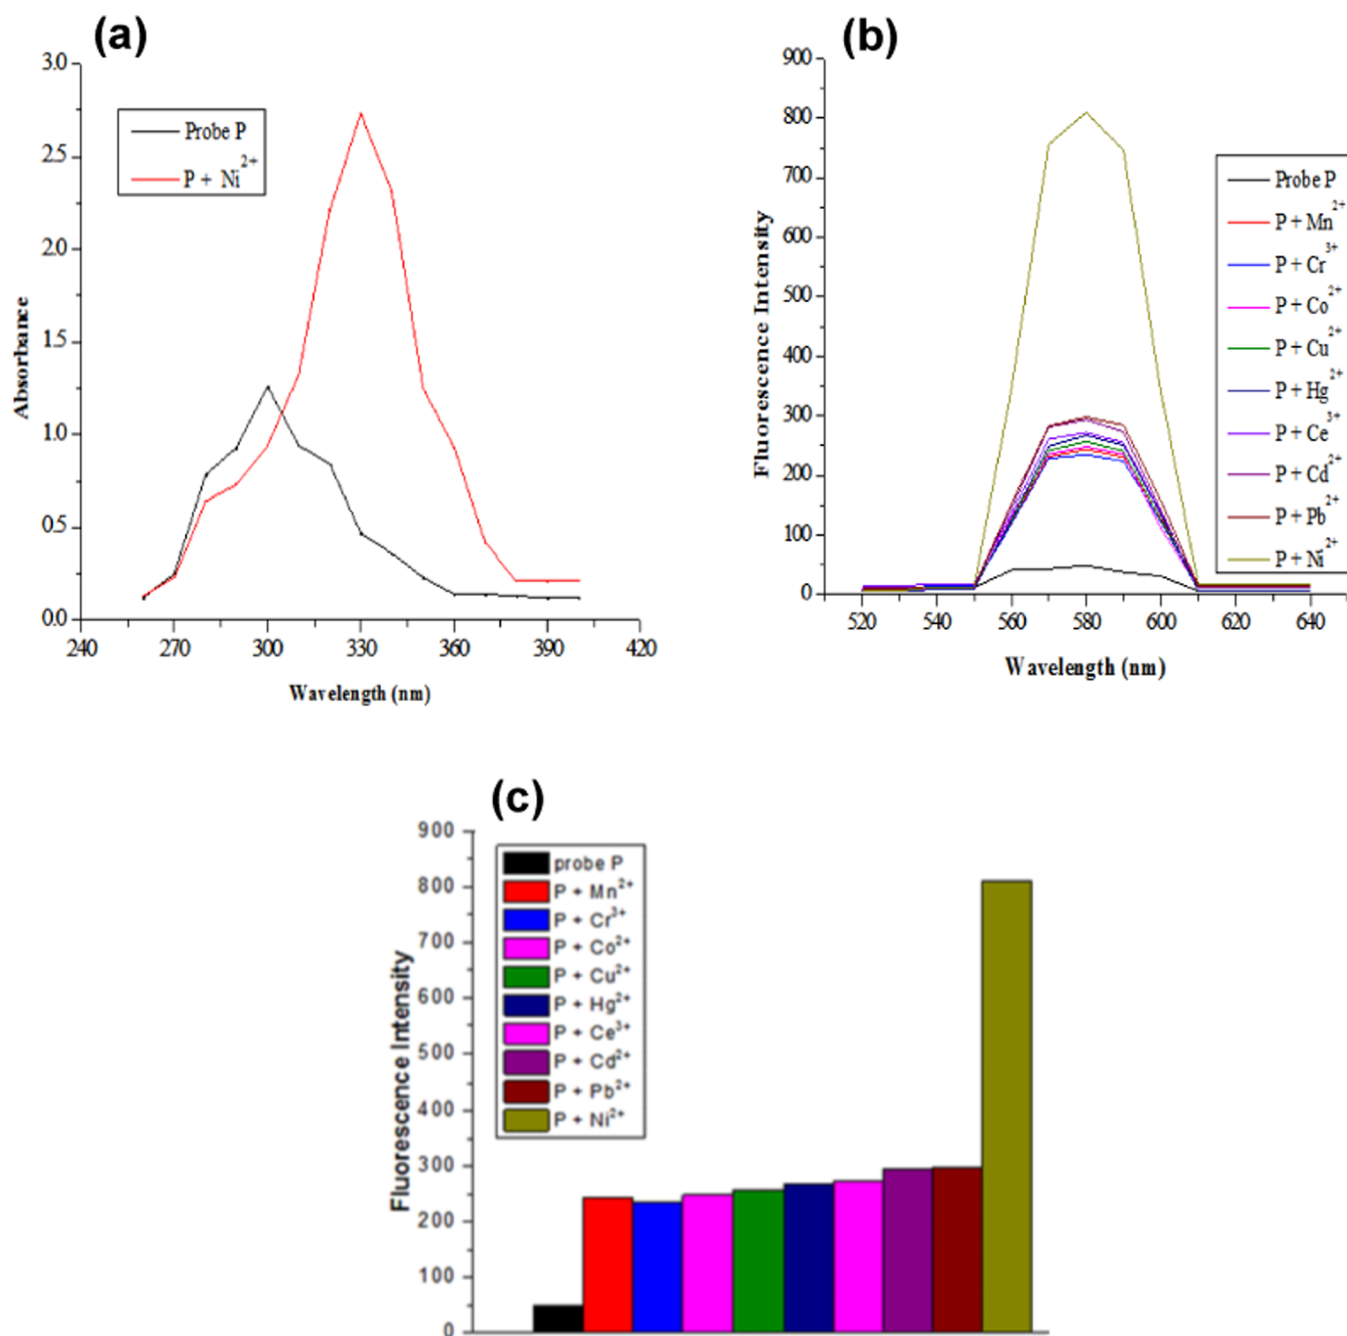 (a)
3.0
2.5
2.0
1.5
1.0
0.5
0.0
Absorbance
Probe P
P + Ni2+
240 270 300 330 360 390 420
Wavelength (nm)
(b)
900
800
700
600
500
400
300
200
100
0
Fluorescence Intensity
Probe P
P + Mn2+
P + Cr3+
P + Co2+
P + Cu2+
P + Hg2+
P + Ce3+
P + Cd2+
P + Pb2+
P + Ni2+
520 540 560 580 600 620 640
Wavelength (nm)
(c)
900
800
700
600
500
400
300
200
100
0
Fluorescence Intensity
probe P
P + Mn2+
P + Cr3+
P + Co2+
P + Cu2+
P + Hg2+
P + Ce3+
P + Cd2+
P + Pb2+
P + Ni2+